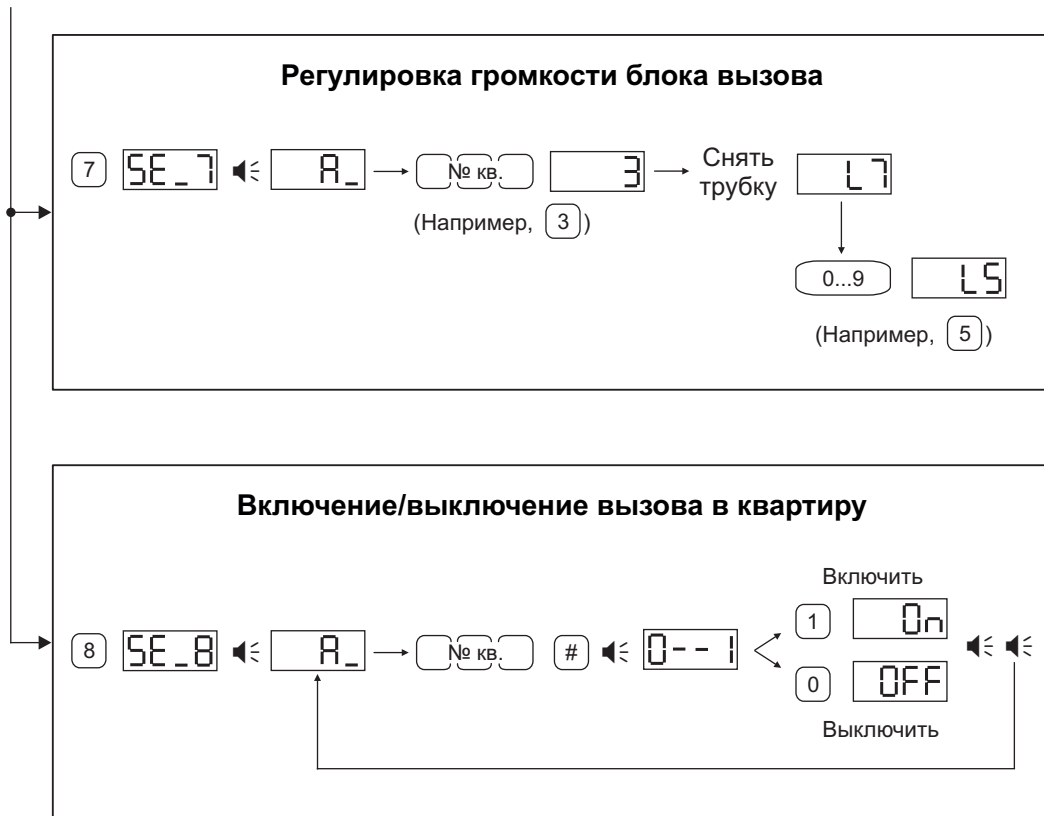 Регулировка громкости блока вызова
7 SE_7 A_ № кв. 3 Снять трубку L7
(Например, 3)
0...9 L5
(Например, 5)
Включение/выключение вызова в квартиру
Включить
8 SE_8 A_ № кв. # 0--1 1 On
0 OFF
Выключить